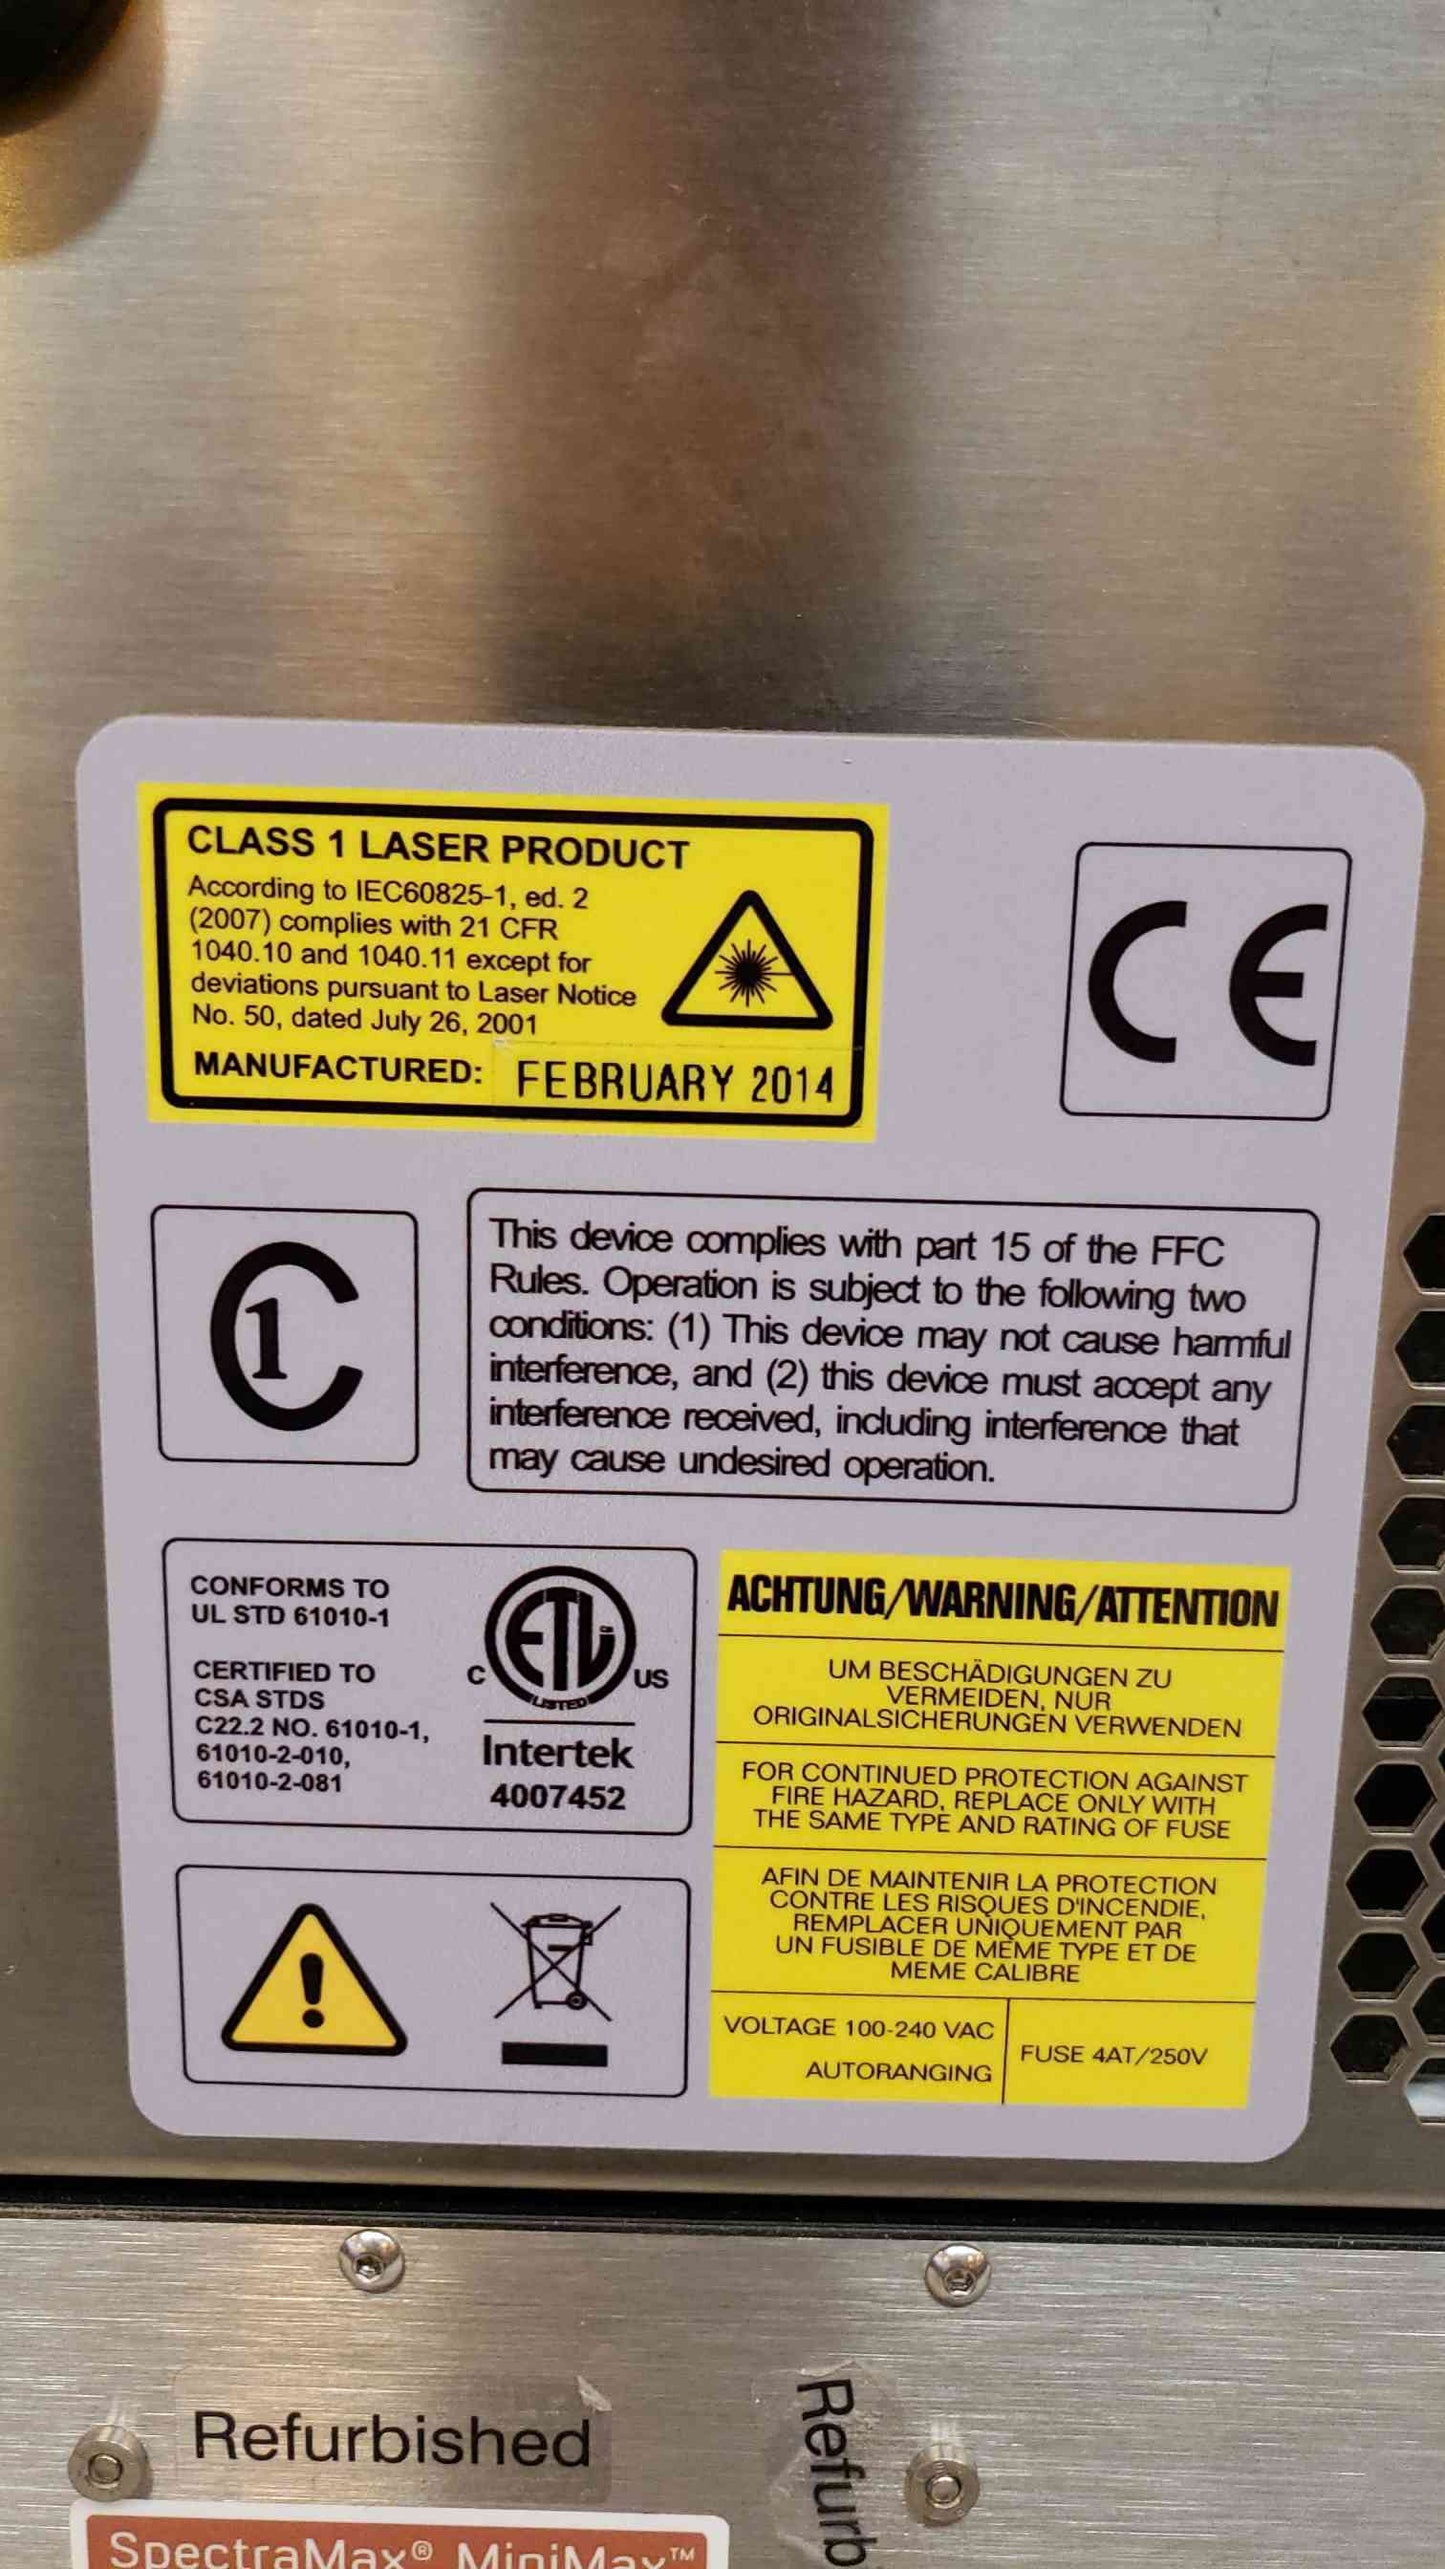 CLASS 1 LASER PRODUCT
According to IEC60825-1, ed. 2
(2007) complies with 21 CFR
1040.10 and 1040.11 except for
deviations pursuant to Laser Notice
No. 50, dated July 26, 2001
MANUFACTURED: FEBRUARY 2014
CE
C1
This device complies with part 15 of the FFC
Rules. Operation is subject to the following two
conditions: (1) This device may not cause harmful
interference, and (2) this device must accept any
interference received, including interference that
may cause undesired operation.
CONFORMS TO
UL STD 61010-1
CERTIFIED TO
CSA STDS
C22.2 NO. 61010-1,
61010-2-010,
61010-2-081
C ETL US
LISTED
Intertek
4007452
ACHTUNG/WARNING/ATTENTION
UM BESCHÄDIGUNGEN ZU
VERMEIDEN, NUR
ORIGINALSICHERUNGEN VERWENDEN
FOR CONTINUED PROTECTION AGAINST
FIRE HAZARD, REPLACE ONLY WITH
THE SAME TYPE AND RATING OF FUSE
AFIN DE MAINTENIR LA PROTECTION
CONTRE LES RISQUES D'INCENDIE,
REMPLACER UNIQUEMENT PAR
UN FUSIBLE DE MEME TYPE ET DE
MEME CALIBRE
VOLTAGE 100-240 VAC
AUTORANGING
FUSE 4AT/250V
Refurbished
Refurb
SpectraMax® MiniMax™